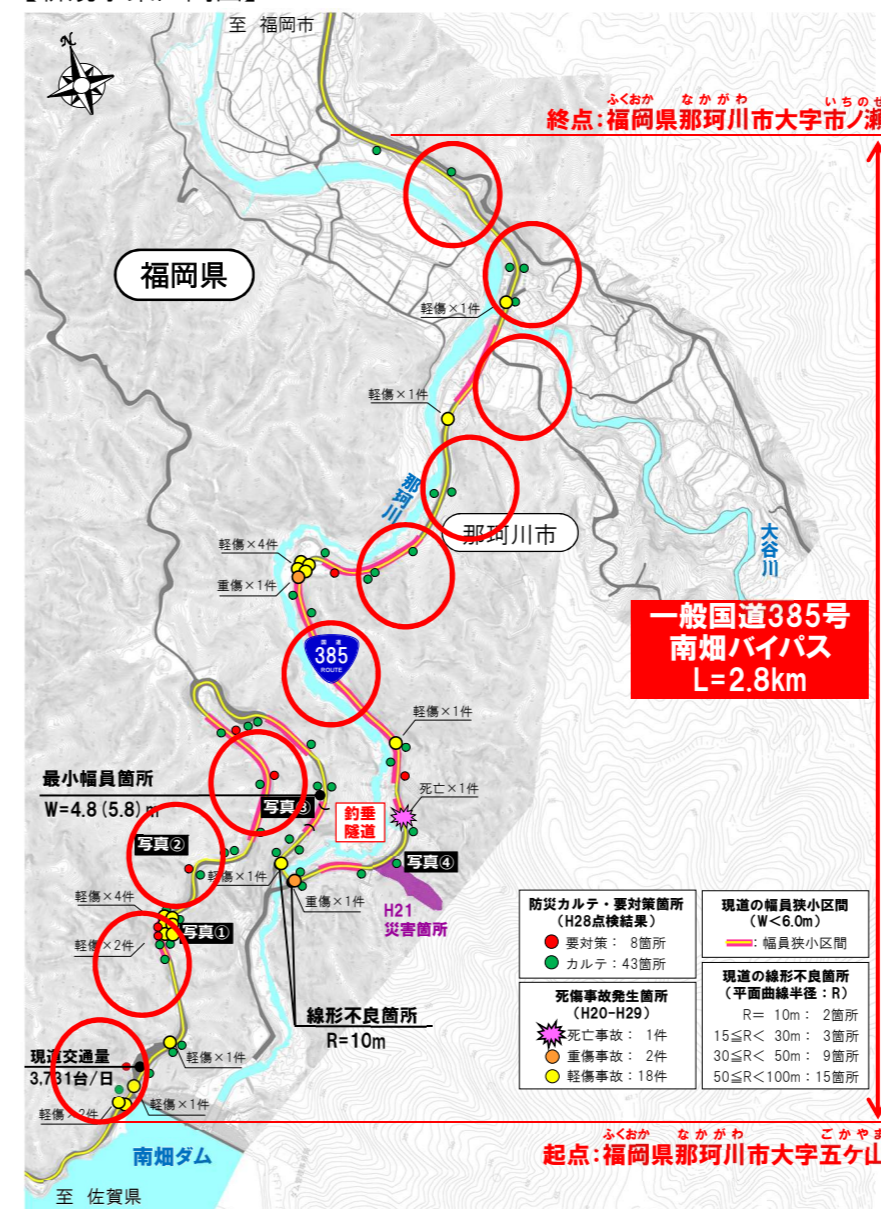 至 福岡市
N
ふくおか なかがわ
終点:福岡県那珂川市大字市ノ瀬
福岡県
軽傷×1件
軽傷×1件
那珂川
那珂川市
大谷川
軽傷×4件
重傷×1件
国道
385
ROUTE
一般国道385号
南畑バイパス
L=2.8km
軽傷×1件
最小幅員箇所
W=4.8(5.8)m
写真③
釣垂
隧道
死亡×1件
写真②
写真④
軽傷×1件
重傷×1件
H21
災害箇所
軽傷×4件
写真①
軽傷×2件
線形不良箇所
R=10m
防災カルテ・要対策箇所
(H28点検結果)
要対策: 8箇所
カルテ:43箇所
死傷事故発生箇所
(H20-H29)
死亡事故: 1件
重傷事故: 2件
軽傷事故:18件
現道の幅員狭小区間
(W<6.0m)
:幅員狭小区間
現道の線形不良箇所
(平面曲線半径:R)
R= 10m: 2箇所
15≦R< 30m: 3箇所
30≦R< 50m: 9箇所
50≦R<100m:15箇所
現道交通量
3,731台/日
軽傷×1件
軽傷×2件
軽傷×1件
南畑ダム
ふくおか なかがわ ごかやま
起点:福岡県那珂川市大字五ケ山
至 佐賀県